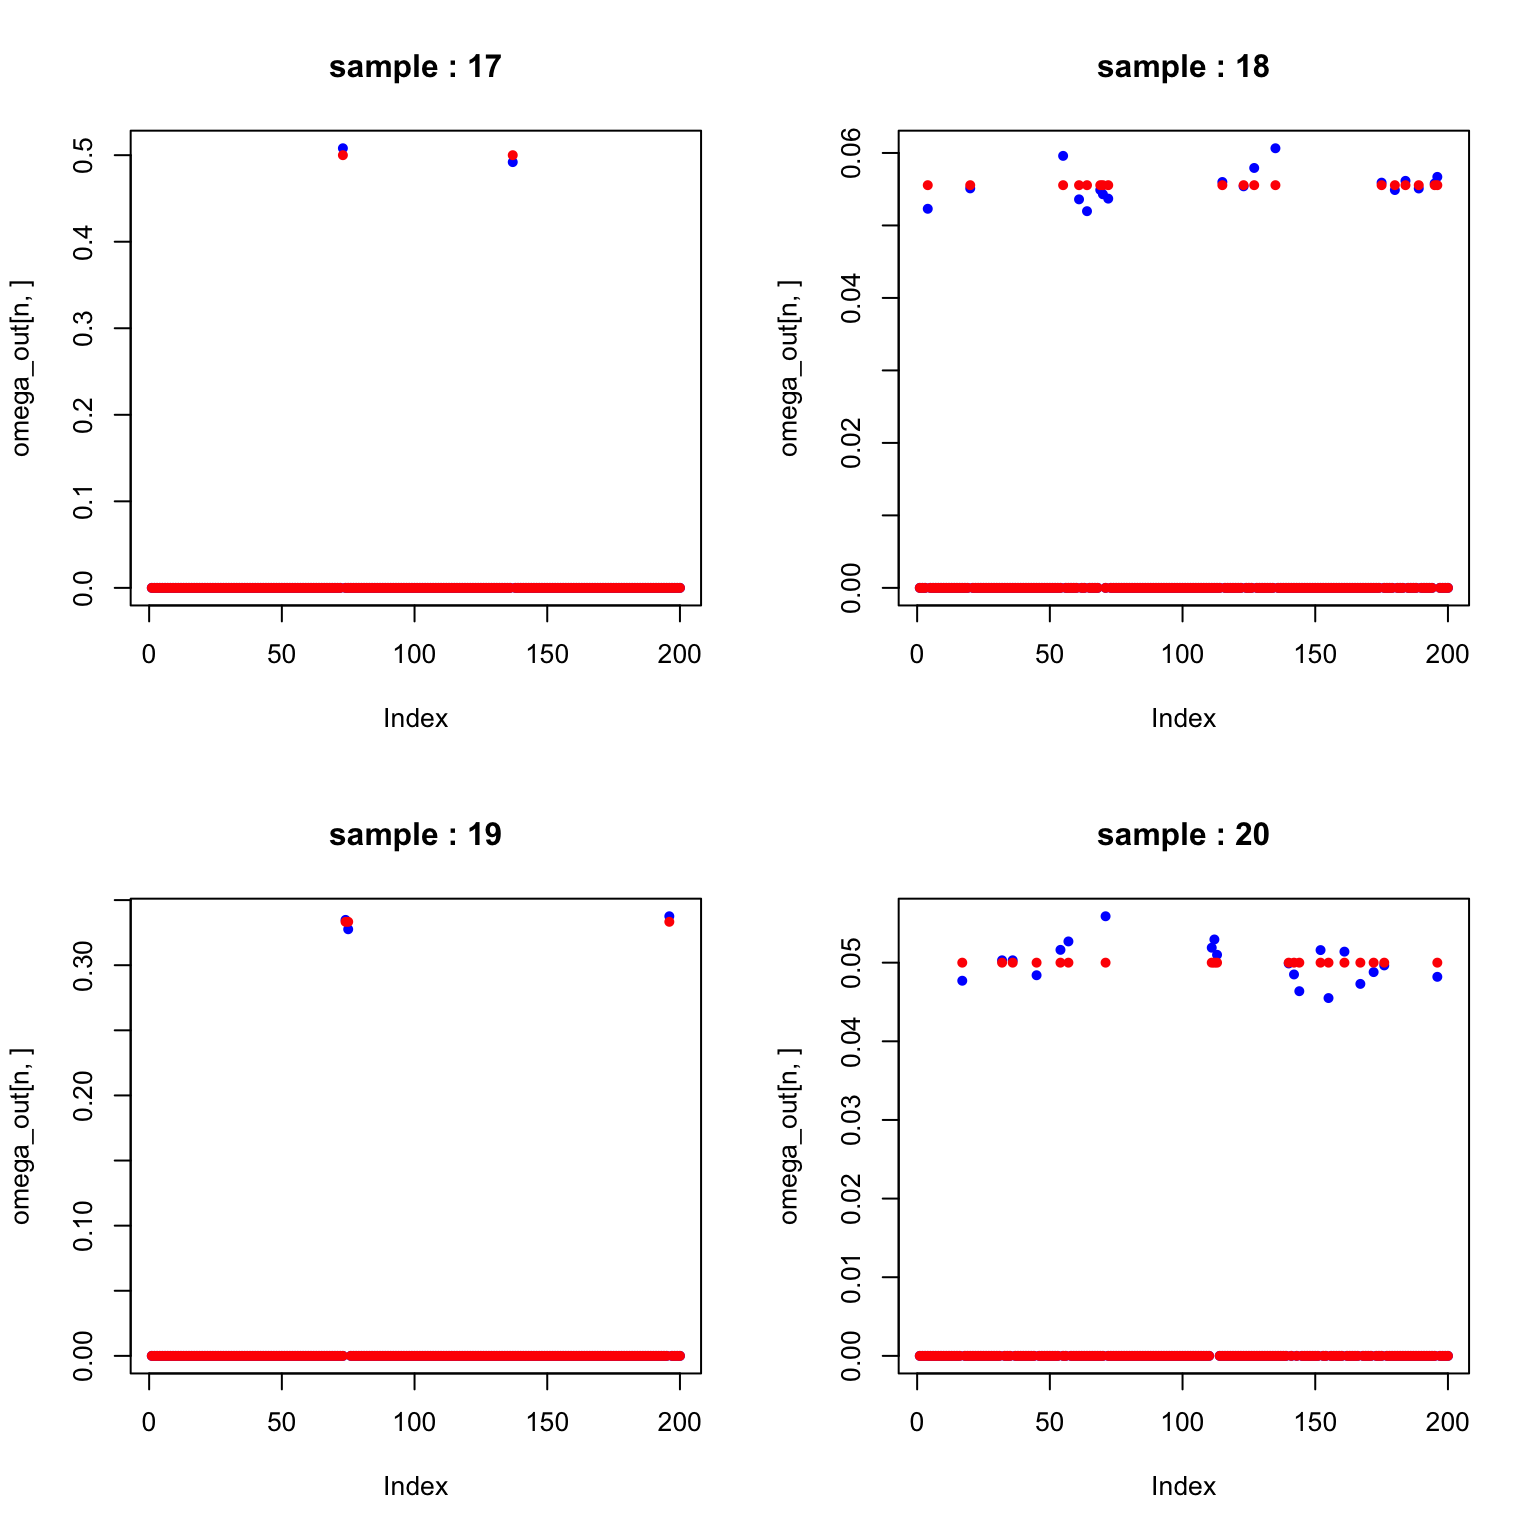 sample : 17
omega_out[n, ]
0.5
0.4
0.3
0.2
0.1
0.0
0 50 100 150 200
Index
sample : 18
omega_out[n, ]
0.06
0.04
0.02
0.00
0 50 100 150 200
Index
sample : 19
omega_out[n, ]
0.30
0.20
0.10
0.00
0 50 100 150 200
Index
sample : 20
omega_out[n, ]
0.05
0.04
0.03
0.02
0.01
0.00
0 50 100 150 200
Index